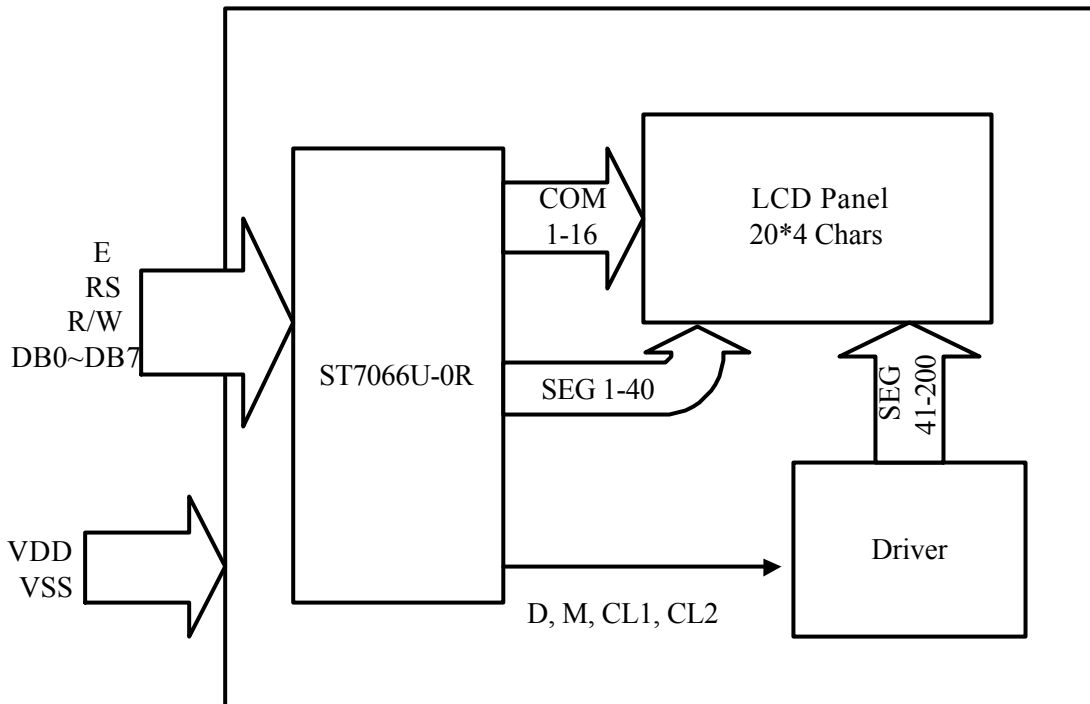 E
RS
R/W
DB0~DB7
VDD
VSS
ST7066U-0R
COM
1-16
SEG 1-40
D, M, CL1, CL2
LCD Panel
20*4 Chars
SEG
41-200
Driver